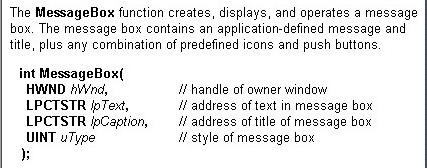 The MessageBox function creates, displays, and operates a message
box. The message box contains an application-defined message and
title, plus any combination of predefined icons and push buttons.
int MessageBox(
HWND hWnd, // handle of owner window
LPCTSTR lpText, // address of text in message box
LPCTSTR lpCaption, // address of title of message box
UINT uType // style of message box
);